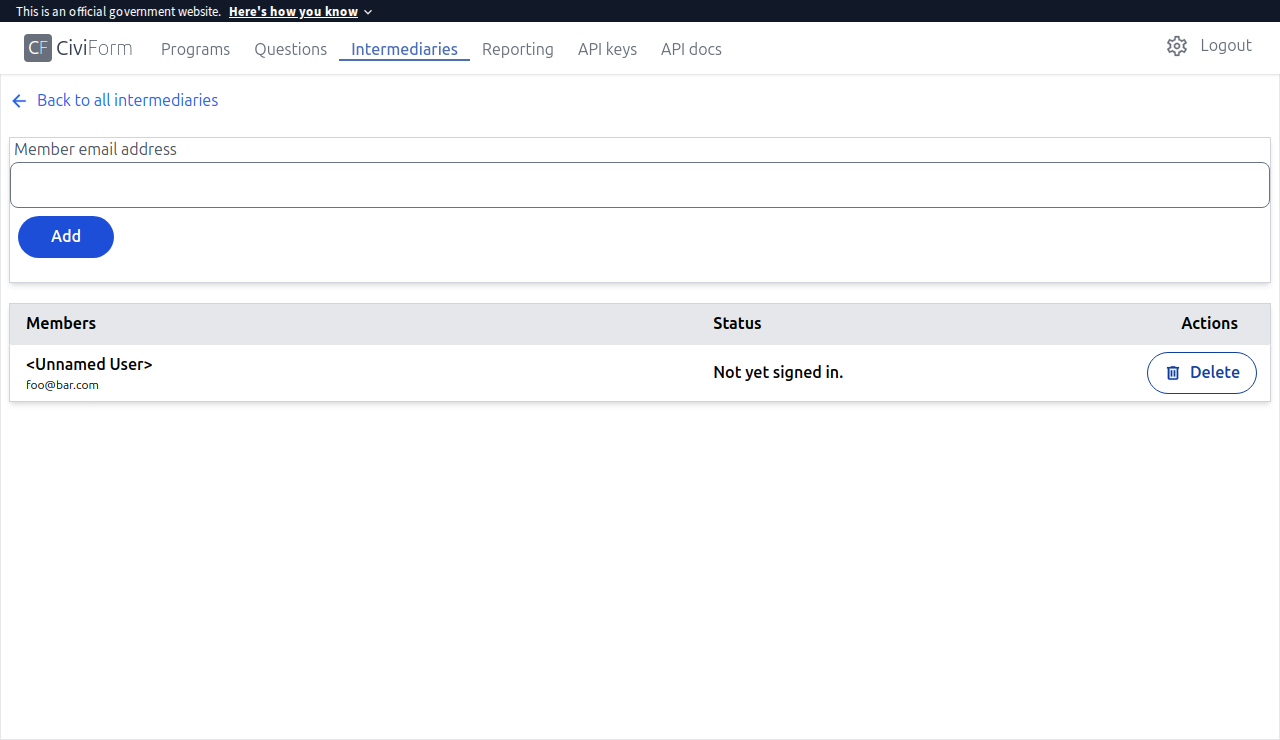 This is an official government website. Here's how you know
CF CiviForm Programs Questions Intermediaries Reporting API keys API docs Logout
Back to all intermediaries
Member email address
Add
Members Status Actions
<Unnamed User>
foo@bar.com
Not yet signed in.
Delete